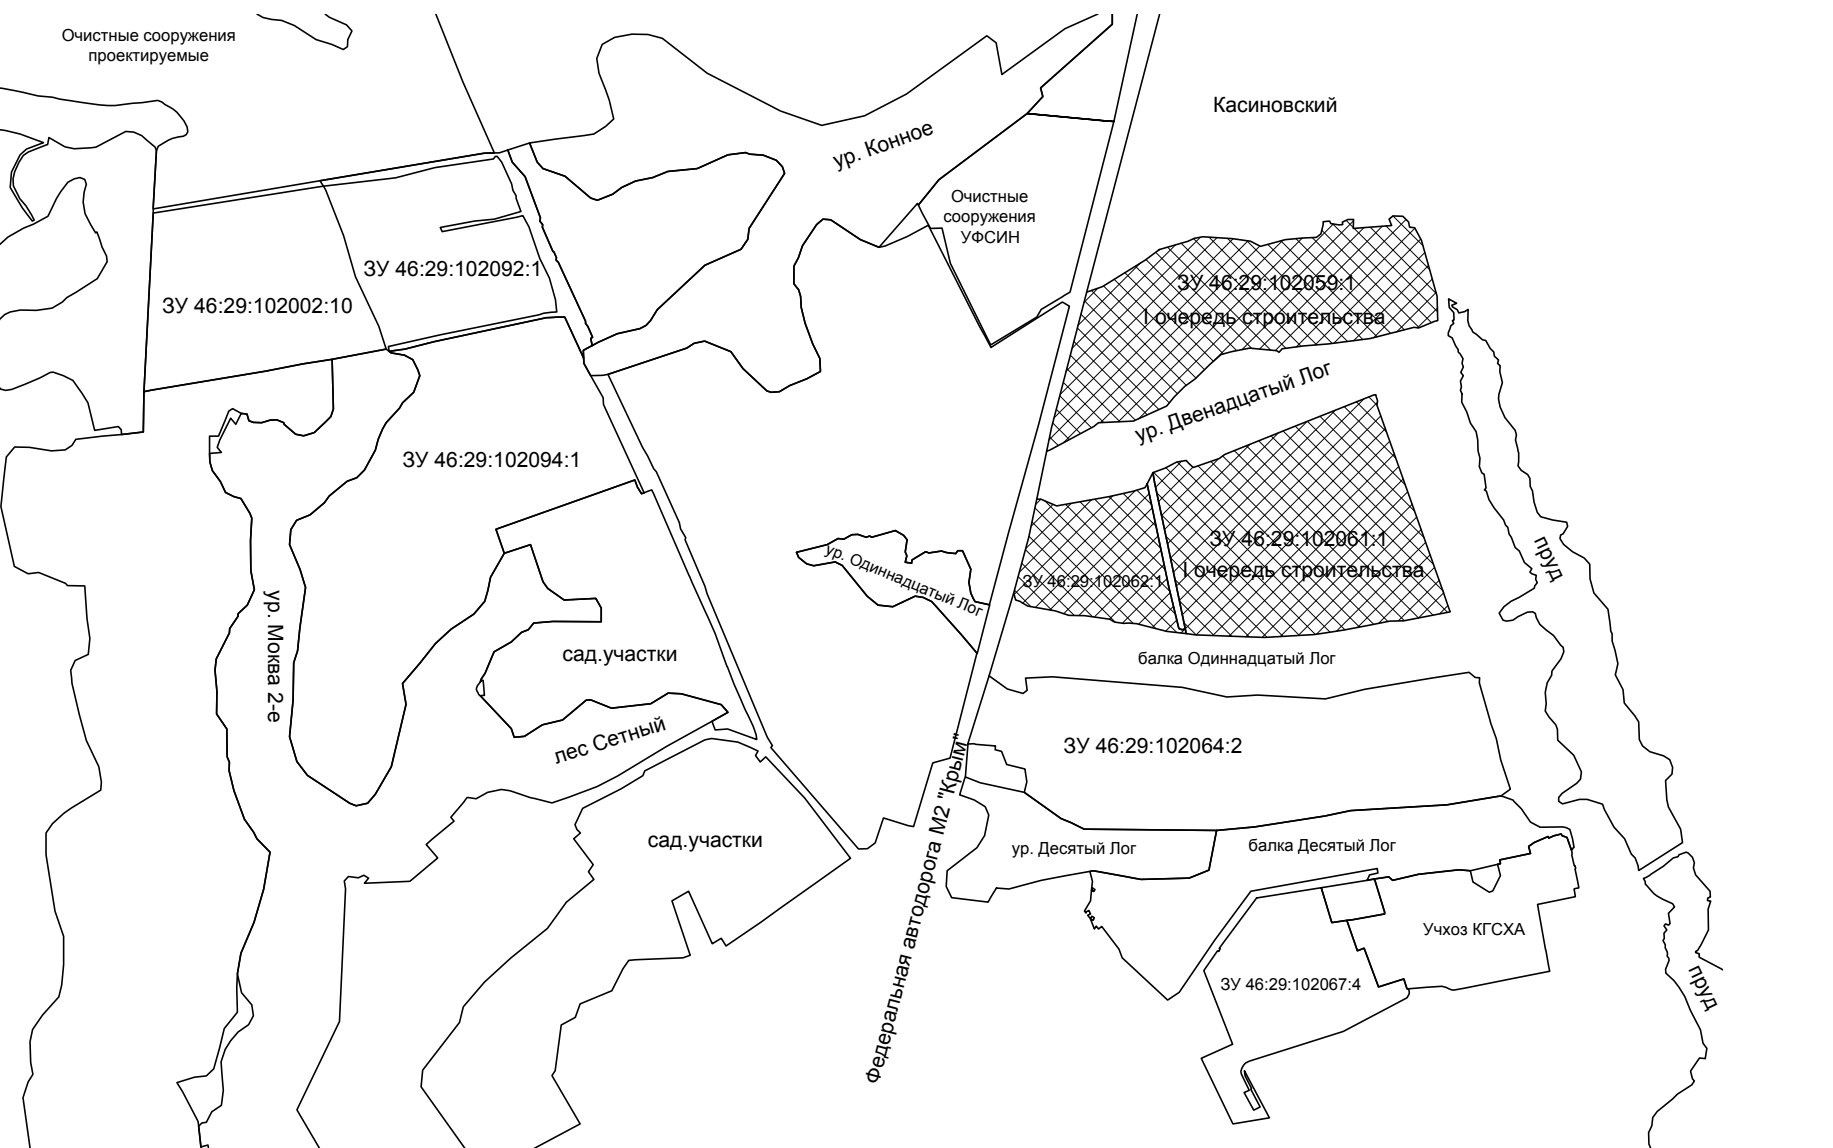 Очистные сооружения
проектируемые
Касиновский
ур. Конное
Очистные
сооружения
УФСИН
ЗУ 46:29:102092:1
ЗУ 46:29:102002:10
ЗУ 46:29:102059:1
I очередь строительства
ур. Двенадцатый Лог
ЗУ 46:29:102094:1
ЗУ 46:29:102061:1
I очередь строительства
ЗУ 46:29:102062:1
пруд
ур. Одиннадцатый Лог
ур. Моква 2-е
сад.участки
балка Одиннадцатый Лог
лес Сетный
ЗУ 46:29:102064:2
Федеральная автодорога М2 "Крым"
сад.участки
ур. Десятый Лог
балка Десятый Лог
Учхоз КГСХА
ЗУ 46:29:102067:4
пруд